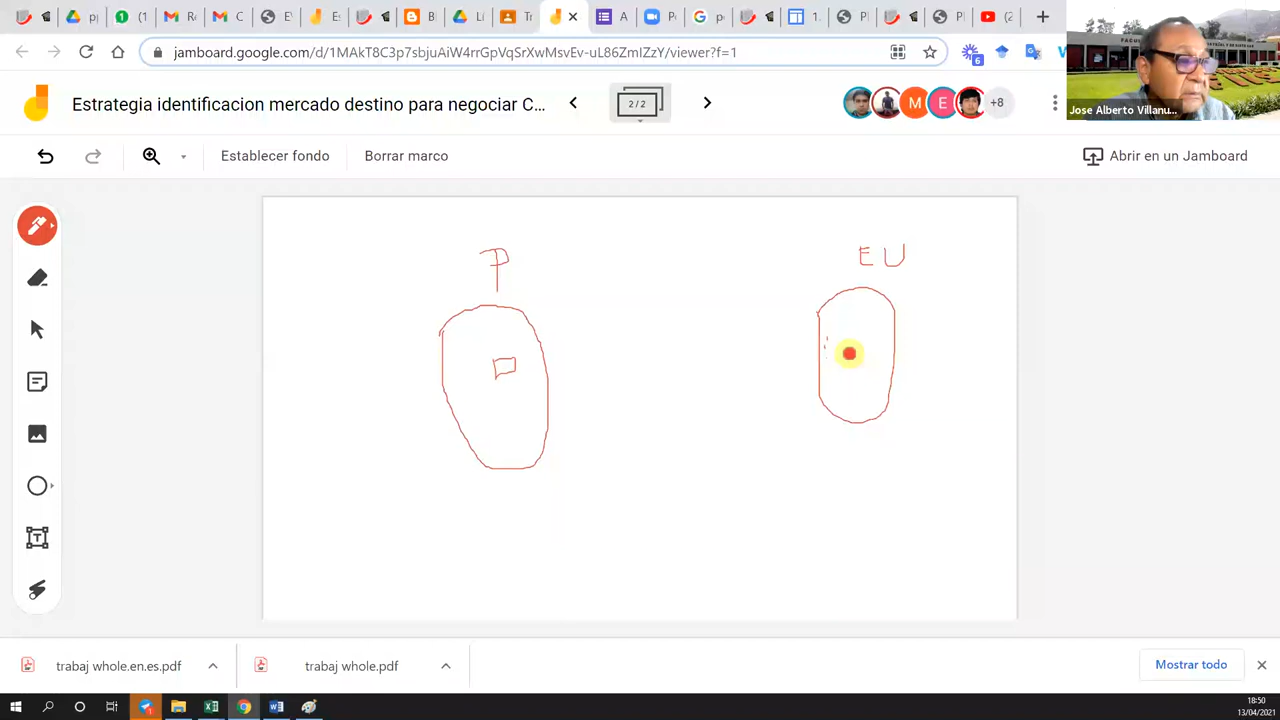 jamboard.google.com/d/1MAkT8C3p7sbjuAiW4rrGpVqSrXwMsvEv-uL86ZmIZzY/viewer?f=1
6
Estrategia identificacion mercado destino para negociar C...
2 / 2
M
E
+8
Jose Alberto Villanu...
Establecer fondo
Borrar marco
Abrir en un Jamboard
P
EU
trabaj whole.en.es.pdf
trabaj whole.pdf
Mostrar todo
18:50
13/04/2021